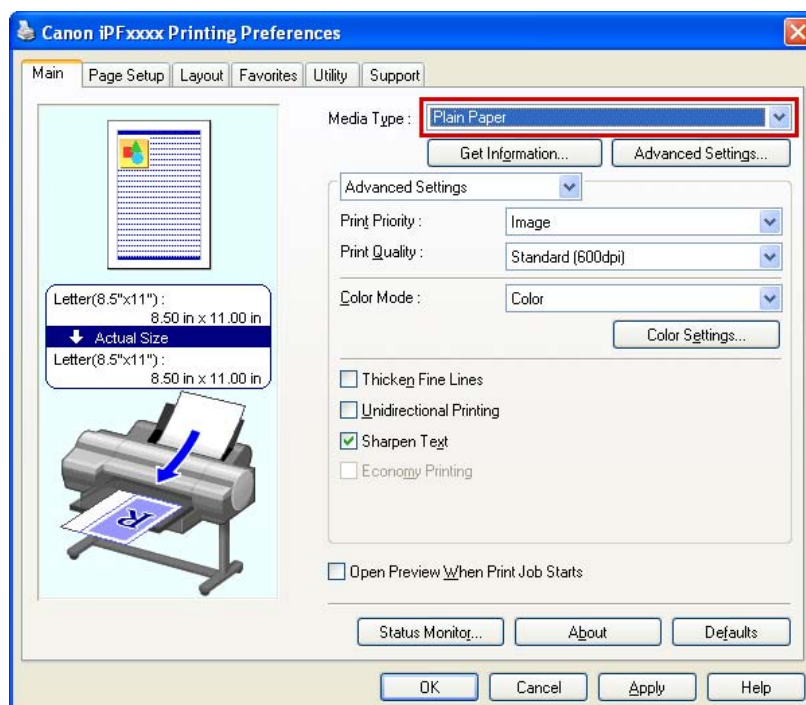 Canon iPFxxxx Printing Preferences
Main Page Setup Layout Favorites Utility Support
Media Type : Plain Paper
Get Information... Advanced Settings...
Advanced Settings
Print Priority : Image
Print Quality : Standard (600dpi)
Color Mode : Color
Color Settings...
Letter(8.5"x11") :
8.50 in x 11.00 in
Actual Size
Letter(8.5"x11") :
8.50 in x 11.00 in
R
Thicken Fine Lines
Unidirectional Printing
Sharpen Text
Economy Printing
Open Preview When Print Job Starts
Status Monitor... About Defaults
OK Cancel Apply Help